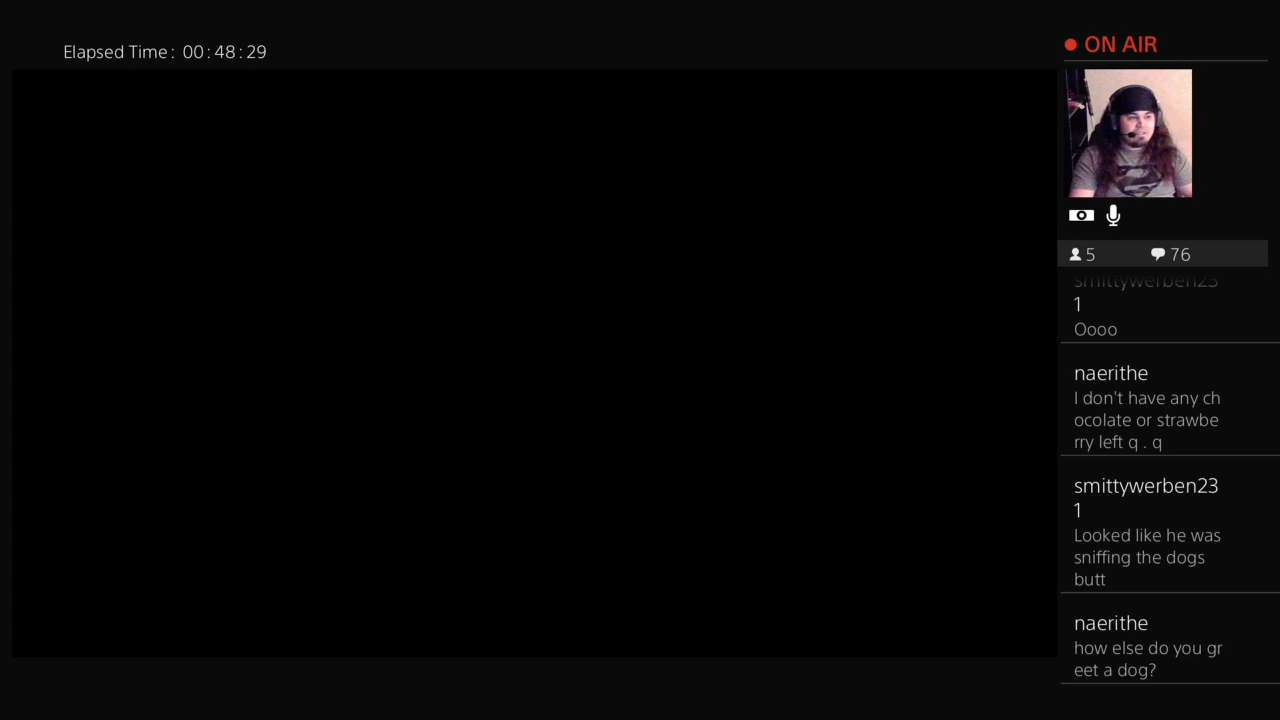 Elapsed Time: 00:48:29
ON AIR
5 76
smittywerben23
1
Oooo
naerithe
I don't have any ch
ocolate or strawbe
rry left q . q
smittywerben23
1
Looked like he was
sniffing the dogs
butt
naerithe
how else do you gr
eet a dog?